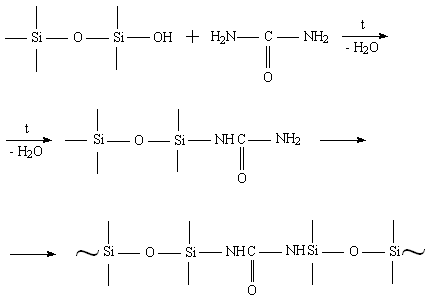 Si O Si OH + H₂N C NH₂ t
O - H₂O
t
- H₂O Si O Si NHC NH₂
O
~Si O Si NHC NHSi O Si~
O